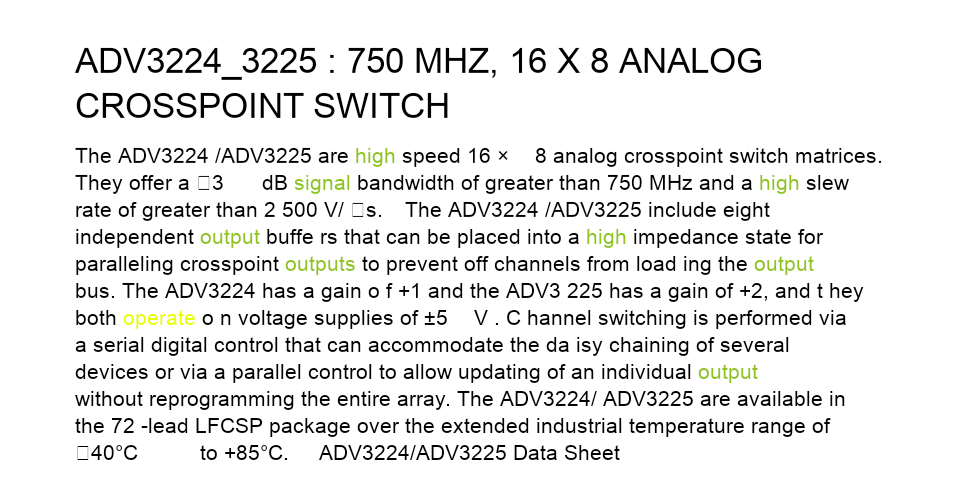 ADV3224_3225 : 750 MHZ, 16 X 8 ANALOG
CROSSPOINT SWITCH
The ADV3224 /ADV3225 are high speed 16 × 8 analog crosspoint switch matrices.
They offer a □3 dB signal bandwidth of greater than 750 MHz and a high slew
rate of greater than 2 500 V/ □s. The ADV3224 /ADV3225 include eight
independent output buffe rs that can be placed into a high impedance state for
paralleling crosspoint outputs to prevent off channels from load ing the output
bus. The ADV3224 has a gain o f +1 and the ADV3 225 has a gain of +2, and t hey
both operate o n voltage supplies of ±5 V . C hannel switching is performed via
a serial digital control that can accommodate the da isy chaining of several
devices or via a parallel control to allow updating of an individual output
without reprogramming the entire array. The ADV3224/ ADV3225 are available in
the 72 -lead LFCSP package over the extended industrial temperature range of
□40°C to +85°C. ADV3224/ADV3225 Data Sheet